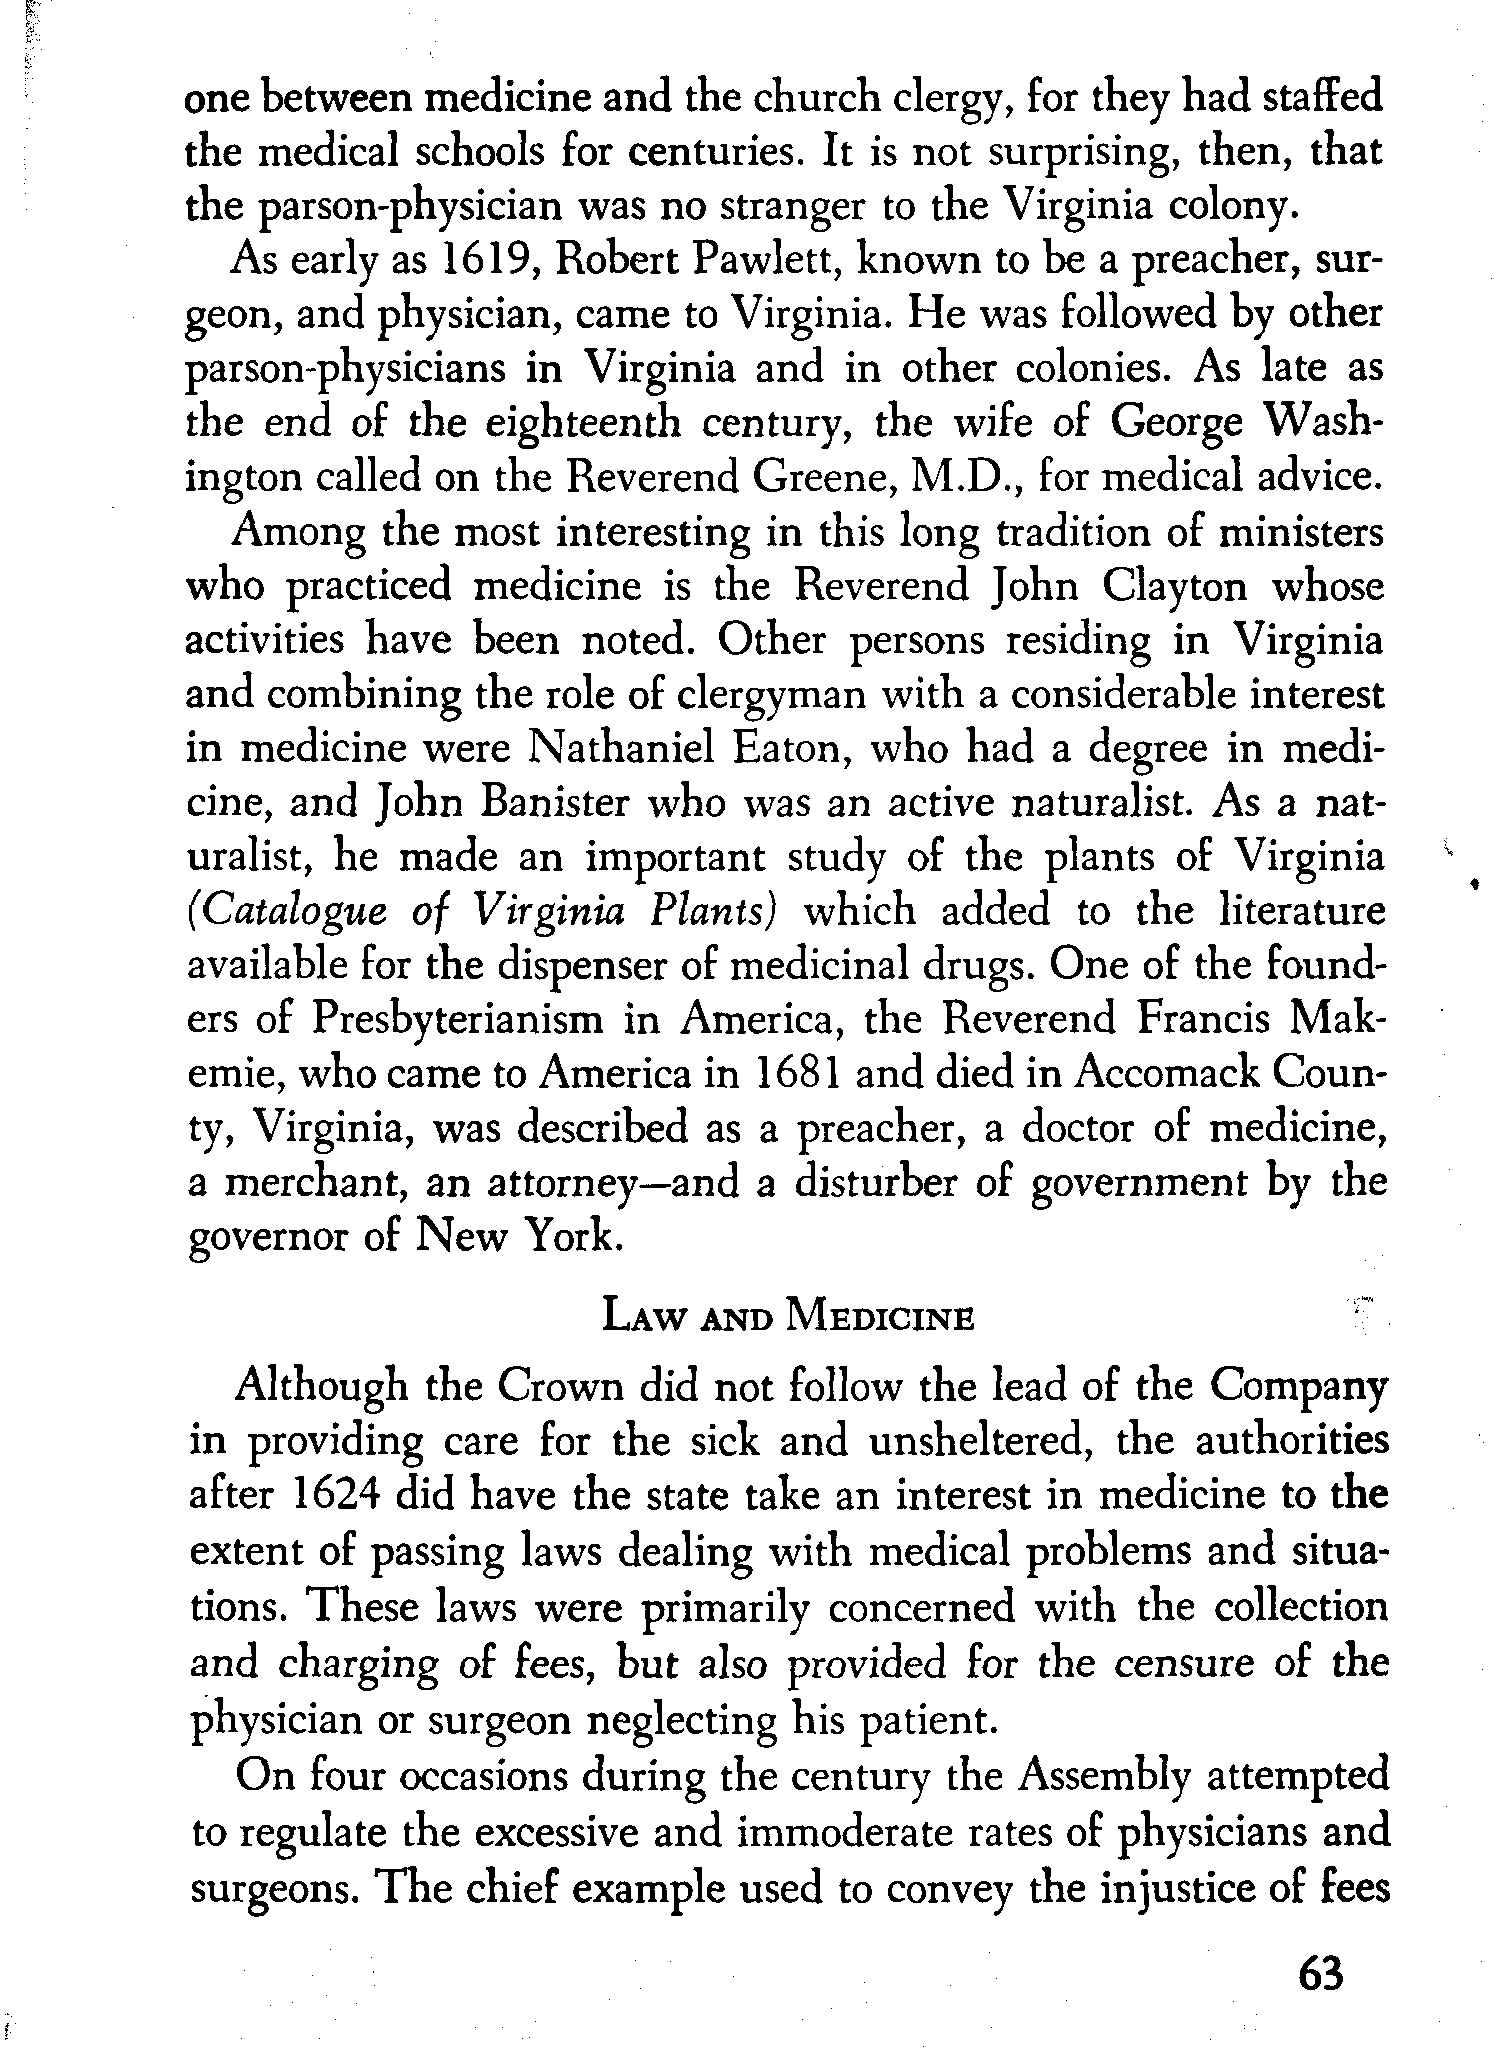 one between medicine and the church clergy, for they had staffed
the medical schools for centuries. It is not surprising, then, that
the parson-physician was no stranger to the Virginia colony.
As early as 1619, Robert Pawlett, known to be a preacher, sur-
geon, and physician, came to Virginia. He was followed by other
parson-physicians in Virginia and in other colonies. As late as
the end of the eighteenth century, the wife of George Wash-
ington called on the Reverend Greene, M.D., for medical advice.
Among the most interesting in this long tradition of ministers
who practiced medicine is the Reverend John Clayton whose
activities have been noted. Other persons residing in Virginia
and combining the role of clergyman with a considerable interest
in medicine were Nathaniel Eaton, who had a degree in medi-
cine, and John Banister who was an active naturalist. As a nat-
uralist, he made an important study of the plants of Virginia
(Catalogue of Virginia Plants) which added to the literature
available for the dispenser of medicinal drugs. One of the found-
ers of Presbyterianism in America, the Reverend Francis Mak-
emie, who came to America in 1681 and died in Accomack Coun-
ty, Virginia, was described as a preacher, a doctor of medicine,
a merchant, an attorney—and a disturber of government by the
governor of New York.
LAW AND MEDICINE
Although the Crown did not follow the lead of the Company
in providing care for the sick and unsheltered, the authorities
after 1624 did have the state take an interest in medicine to the
extent of passing laws dealing with medical problems and situa-
tions. These laws were primarily concerned with the collection
and charging of fees, but also provided for the censure of the
physician or surgeon neglecting his patient.
On four occasions during the century the Assembly attempted
to regulate the excessive and immoderate rates of physicians and
surgeons. The chief example used to convey the injustice of fees
63